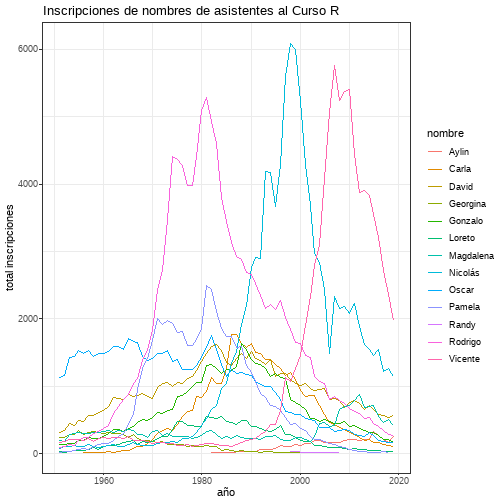 Inscripciones de nombres de asistentes al Curso R
6000
4000
2000
0
total inscripciones
1960
1980
2000
2020
año
nombre
Aylin
Carla
David
Georgina
Gonzalo
Loreto
Magdalena
Nicolás
Oscar
Pamela
Randy
Rodrigo
Vicente